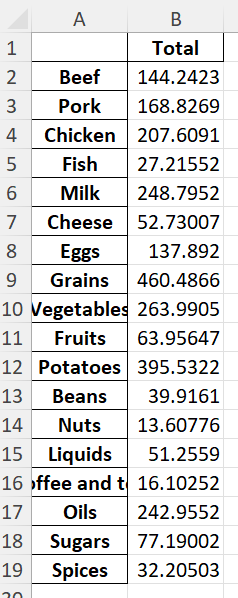 A B
1 Total
2 Beef 144.2423
3 Pork 168.8269
4 Chicken 207.6091
5 Fish 27.21552
6 Milk 248.7952
7 Cheese 52.73007
8 Eggs 137.892
9 Grains 460.4866
10 Vegetables 263.9905
11 Fruits 63.95647
12 Potatoes 395.5322
13 Beans 39.9161
14 Nuts 13.60776
15 Liquids 51.2559
16 offee and te 16.10252
17 Oils 242.9552
18 Sugars 77.19002
19 Spices 32.20503